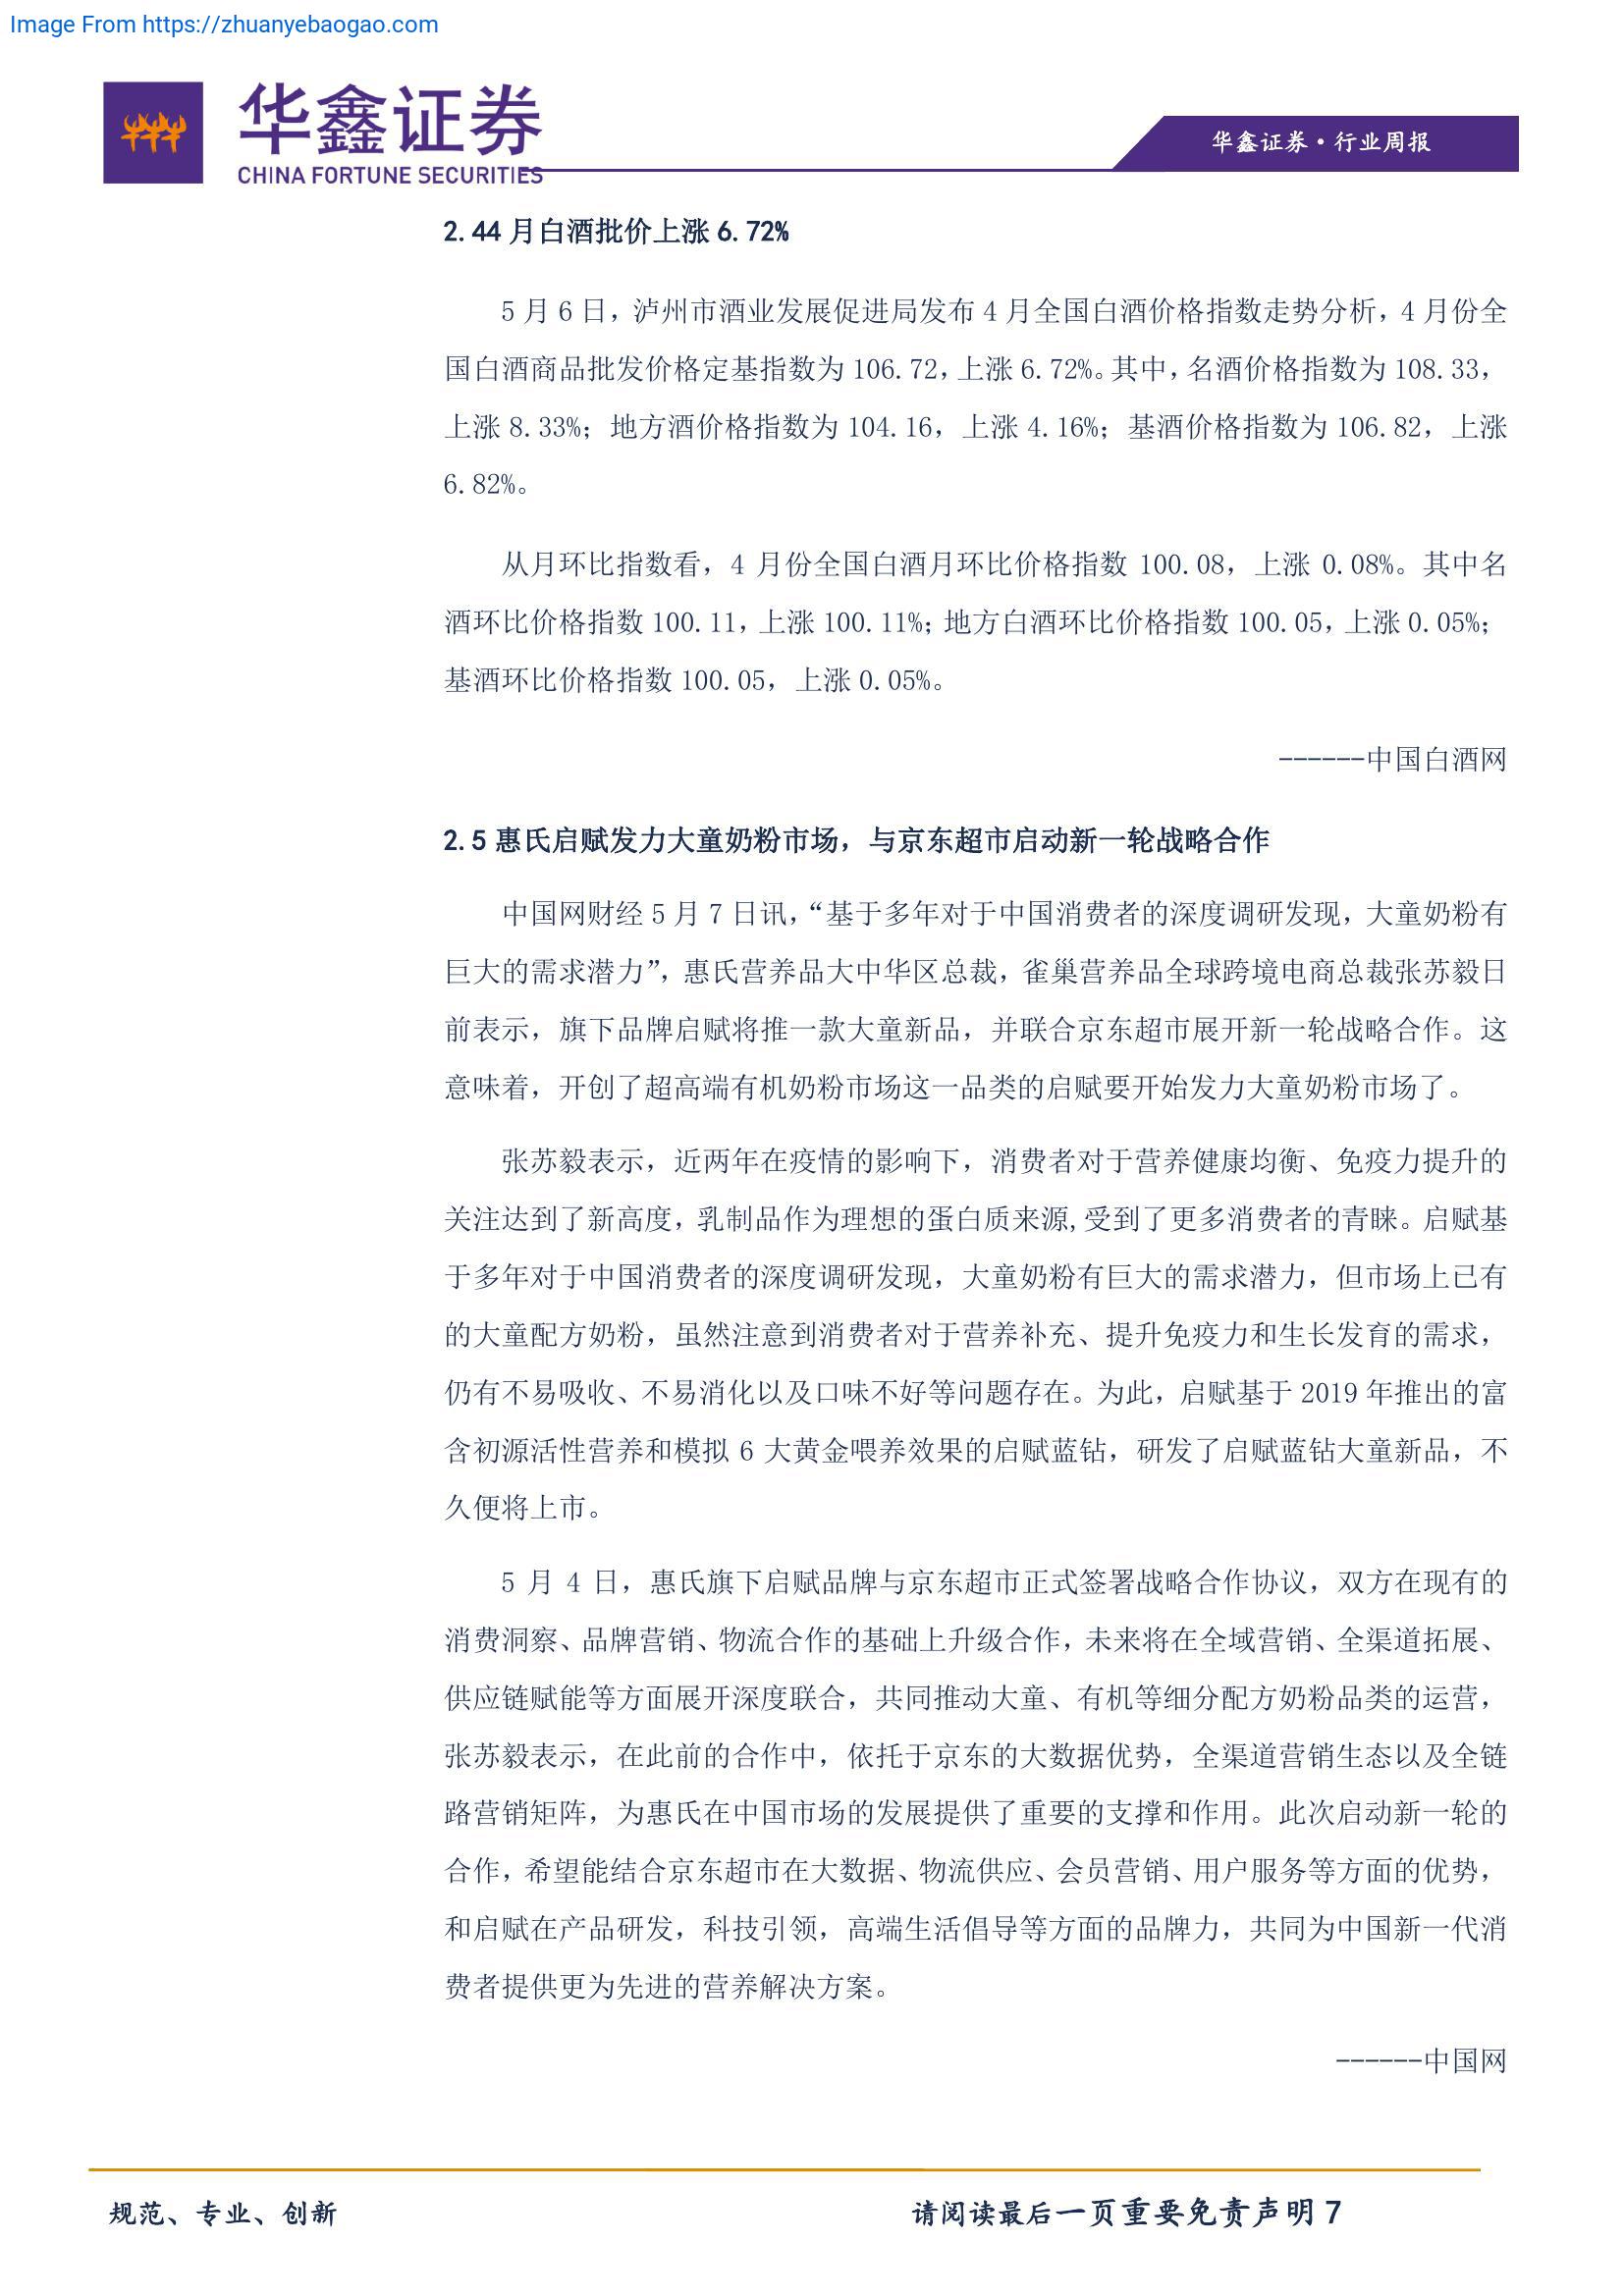 Image From https://zhuanyebaogao.com
华鑫证券
CHINA FORTUNE SECURITIES
华鑫证券·行业周报
2.44 月白酒批价上涨 6.72%
5 月 6 日，泸州市酒业发展促进局发布 4 月全国白酒价格指数走势分析，4 月份全
国白酒商品批发价格定基指数为 106.72，上涨 6.72%。其中，名酒价格指数为 108.33，
上涨 8.33%；地方酒价格指数为 104.16，上涨 4.16%；基酒价格指数为 106.82，上涨
6.82%。
从月环比指数看，4 月份全国白酒月环比价格指数 100.08，上涨 0.08%。其中名
酒环比价格指数 100.11，上涨 100.11%；地方白酒环比价格指数 100.05，上涨 0.05%；
基酒环比价格指数 100.05，上涨 0.05%。
------中国白酒网
2.5 惠氏启赋发力大童奶粉市场，与京东超市启动新一轮战略合作
中国网财经 5 月 7 日讯，“基于多年对于中国消费者的深度调研发现，大童奶粉有
巨大的需求潜力”，惠氏营养品大中华区总裁，雀巢营养品全球跨境电商总裁张苏毅日
前表示，旗下品牌启赋将推一款大童新品，并联合京东超市展开新一轮战略合作。这
意味着，开创了超高端有机奶粉市场这一品类的启赋要开始发力大童奶粉市场了。
张苏毅表示，近两年在疫情的影响下，消费者对于营养健康均衡、免疫力提升的
关注达到了新高度，乳制品作为理想的蛋白质来源,受到了更多消费者的青睐。启赋基
于多年对于中国消费者的深度调研发现，大童奶粉有巨大的需求潜力，但市场上已有
的大童配方奶粉，虽然注意到消费者对于营养补充、提升免疫力和生长发育的需求，
仍有不易吸收、不易消化以及口味不好等问题存在。为此，启赋基于 2019 年推出的富
含初源活性营养和模拟 6 大黄金喂养效果的启赋蓝钻，研发了启赋蓝钻大童新品，不
久便将上市。
5 月 4 日，惠氏旗下启赋品牌与京东超市正式签署战略合作协议，双方在现有的
消费洞察、品牌营销、物流合作的基础上升级合作，未来将在全域营销、全渠道拓展、
供应链赋能等方面展开深度联合，共同推动大童、有机等细分配方奶粉品类的运营，
张苏毅表示，在此前的合作中，依托于京东的大数据优势，全渠道营销生态以及全链
路营销矩阵，为惠氏在中国市场的发展提供了重要的支撑和作用。此次启动新一轮的
合作，希望能结合京东超市在大数据、物流供应、会员营销、用户服务等方面的优势，
和启赋在产品研发，科技引领，高端生活倡导等方面的品牌力，共同为中国新一代消
费者提供更为先进的营养解决方案。
------中国网
规范、专业、创新
请阅读最后一页重要免责声明 7